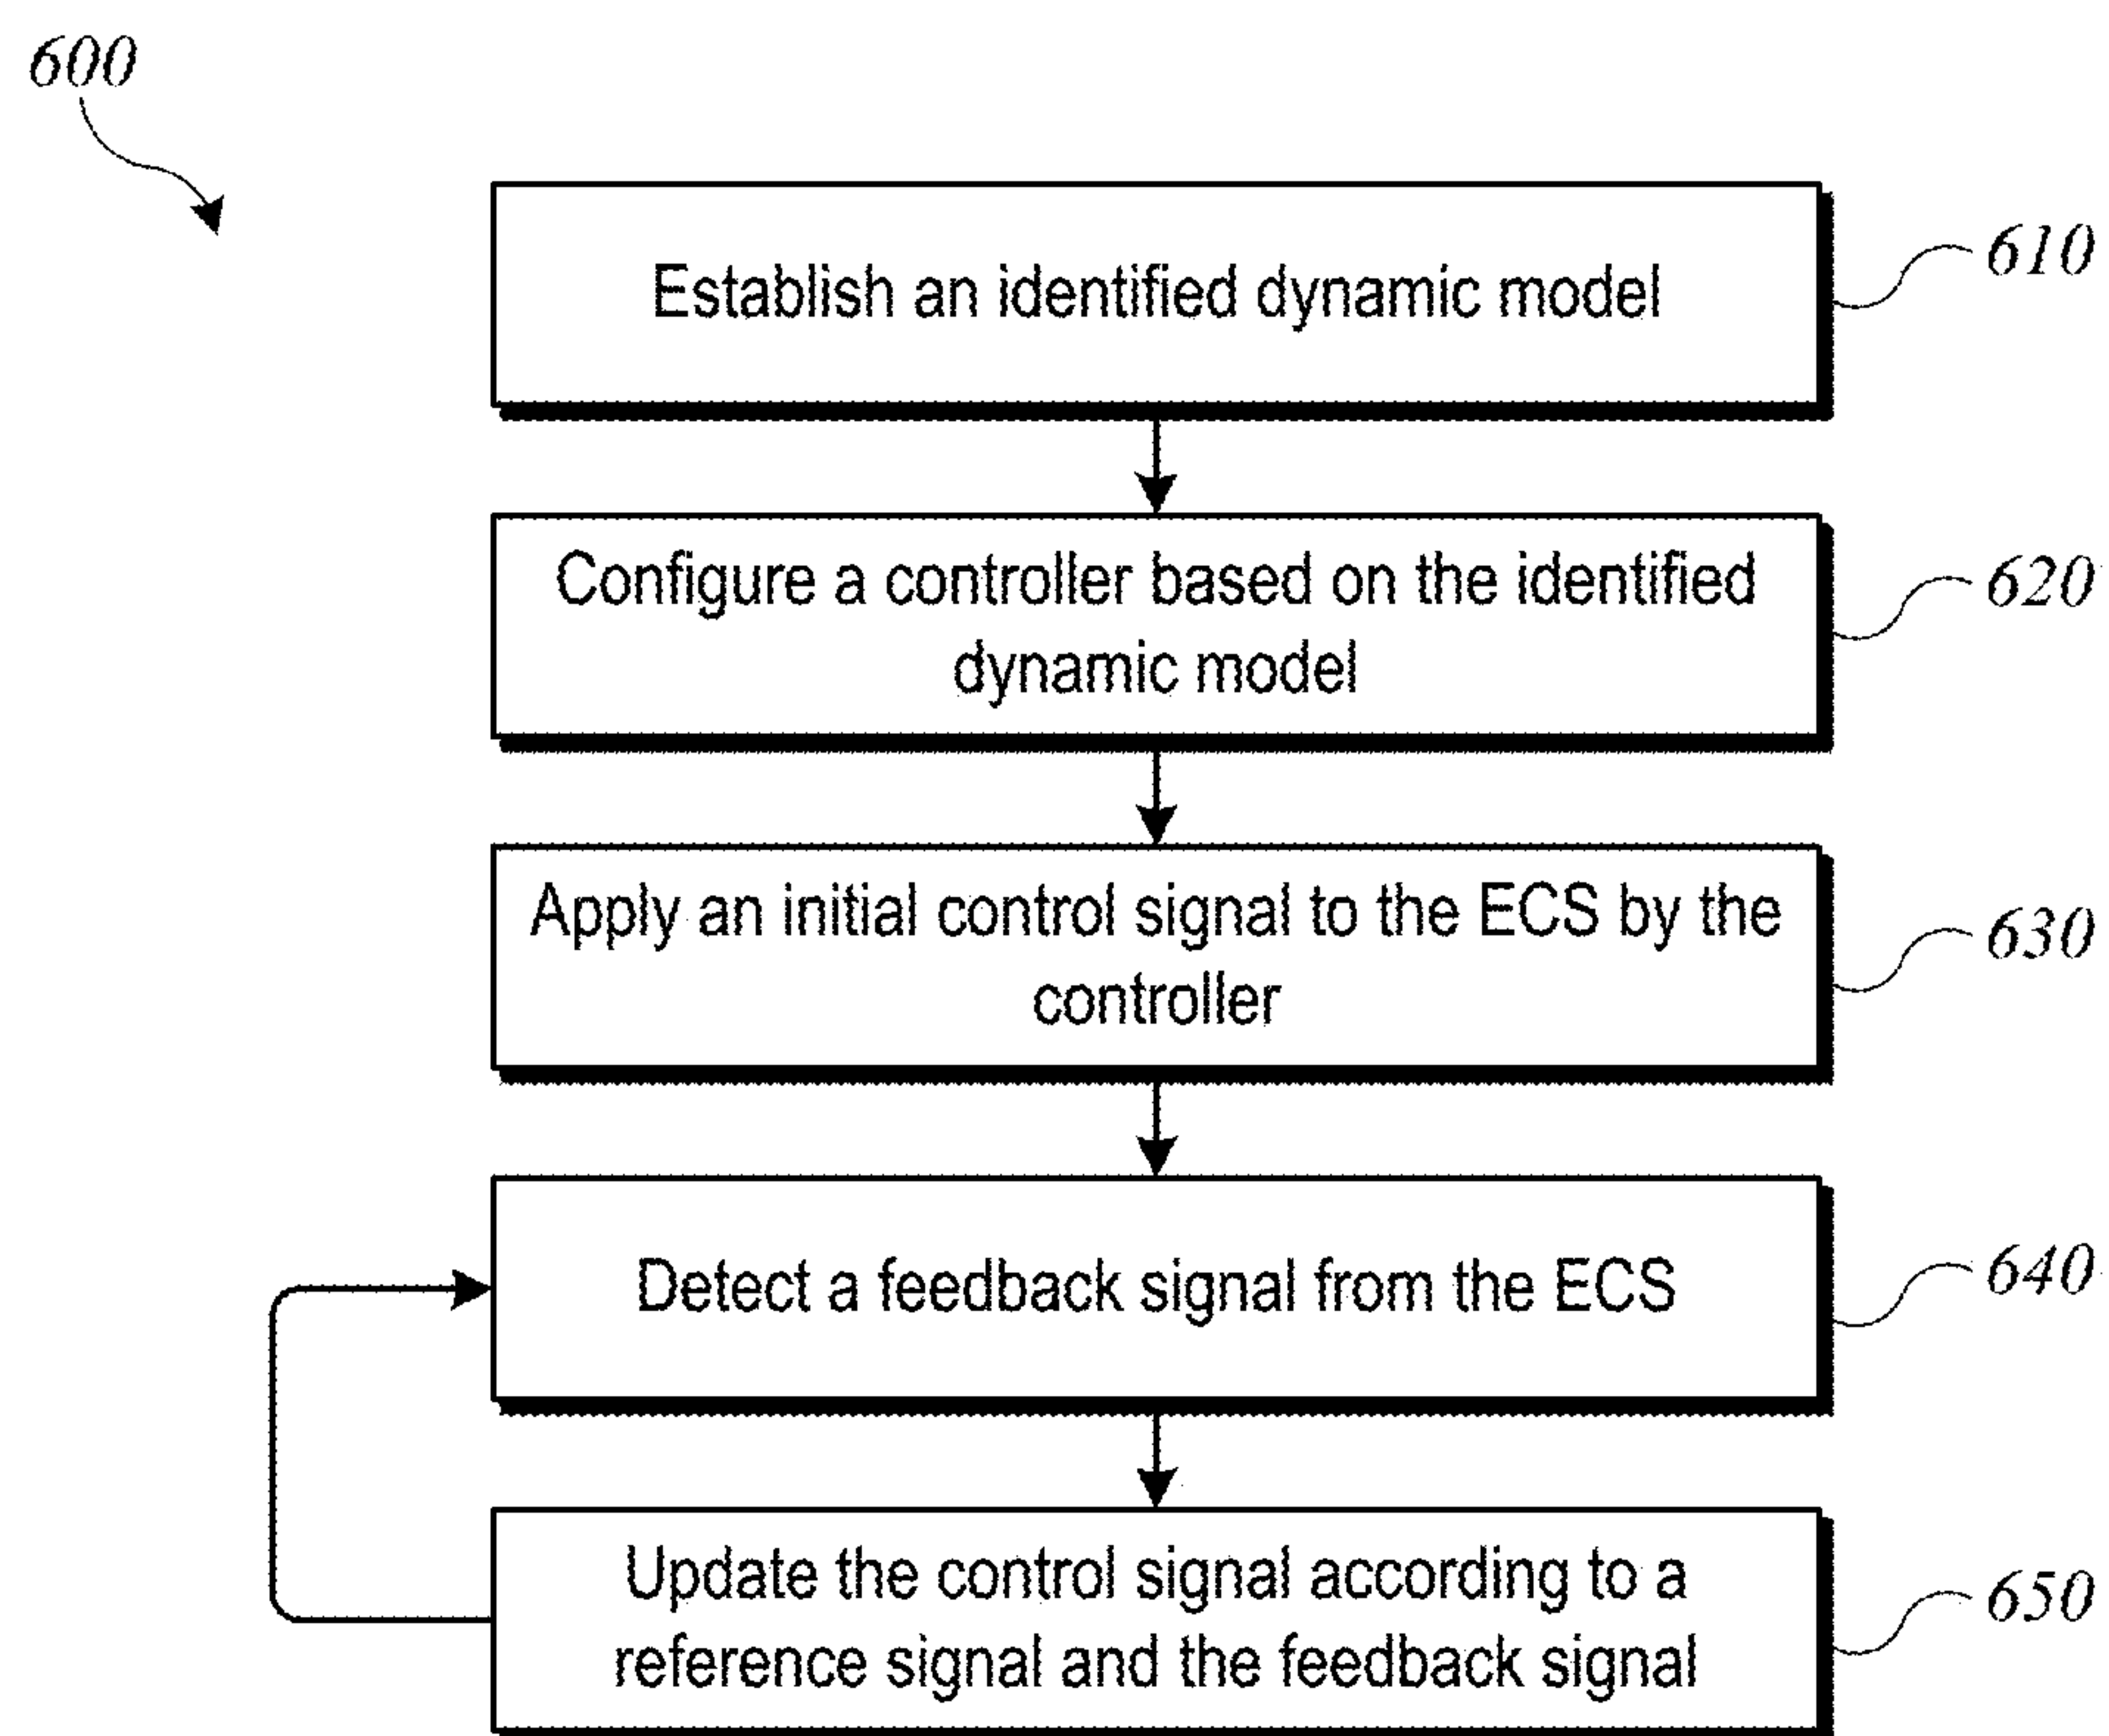 600
Establish an identified dynamic model
610
Configure a controller based on the identified
dynamic model
620
Apply an initial control signal to the ECS by the
controller
630
Detect a feedback signal from the ECS
640
Update the control signal according to a
reference signal and the feedback signal
650